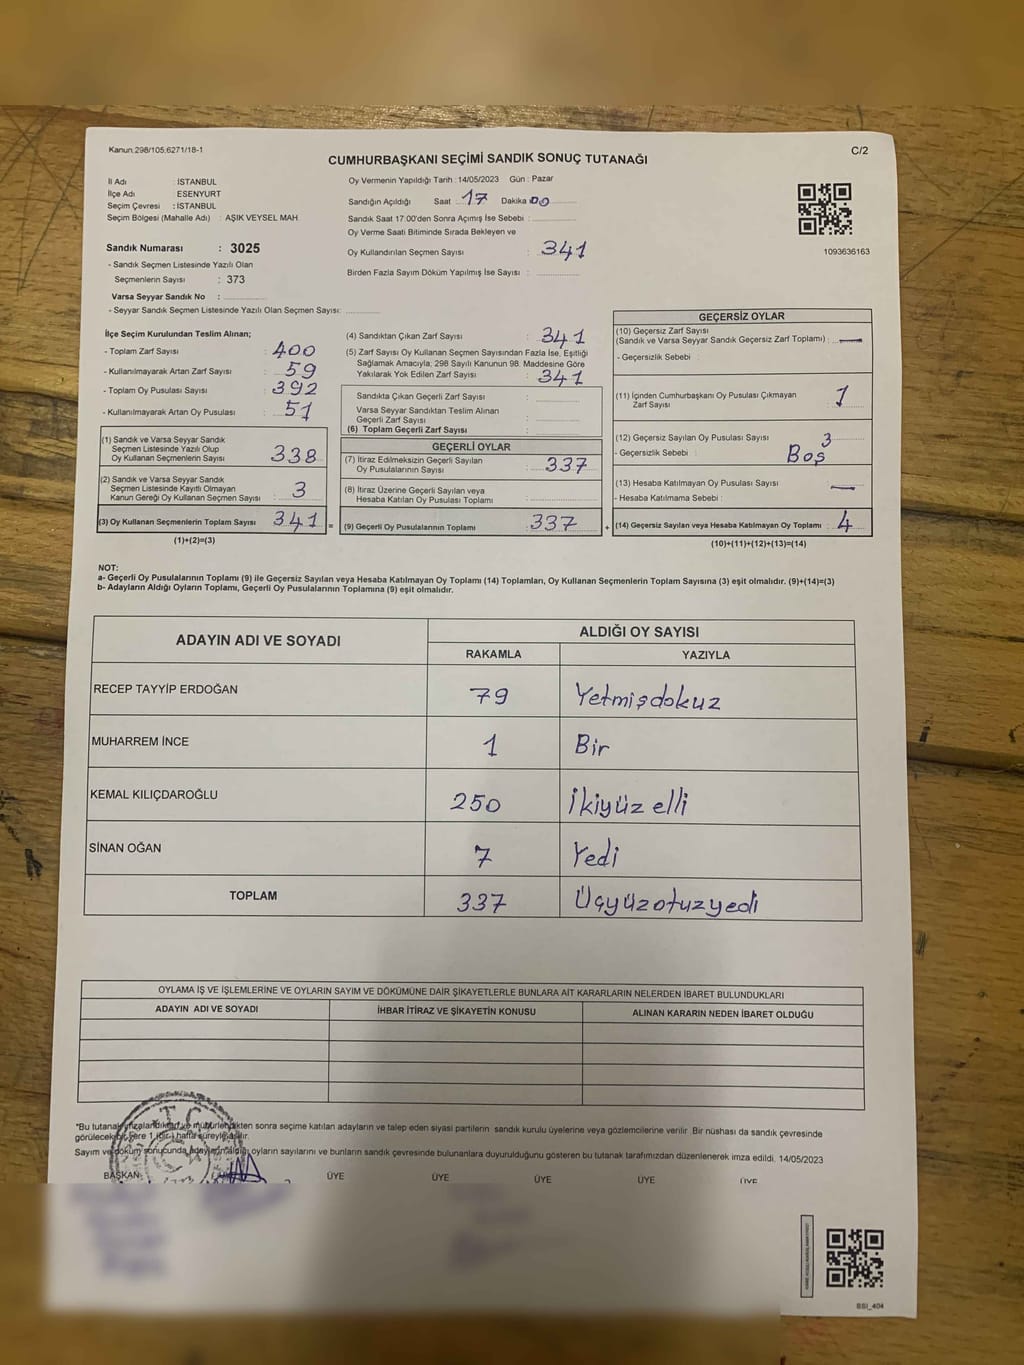 Kanun:298/105;6271/18-1
C/2
CUMHURBAŞKANI SEÇİMİ SANDIK SONUÇ TUTANAĞI
İl Adı : İSTANBUL
İlçe Adı : ESENYURT
Seçim Çevresi : İSTANBUL
Seçim Bölgesi (Mahalle Adı) : AŞIK VEYSEL MAH.
Sandık Numarası : 3025
- Sandık Seçmen Listesinde Yazılı Olan
Seçmenlerin Sayısı : 373
Varsa Seyyar Sandık No :
- Seyyar Sandık Seçmen Listesinde Yazılı Olan Seçmen Sayısı:
Oy Vermenin Yapıldığı Tarih : 14/05/2023 Gün : Pazar
Sandığın Açıldığı Saat 17 Dakika 00
Sandık Saat 17:00'den Sonra Açımış İse Sebebi :
Oy Verme Saati Bitiminde Sırada Bekleyen ve
Oy Kullandırılan Seçmen Sayısı : 341
Birden Fazla Sayım Döküm Yapılmış İse Sayısı :
1093636163
İlçe Seçim Kurulundan Teslim Alınan;
- Toplam Zarf Sayısı : 400
- Kullanılmayarak Artan Zarf Sayısı : 59
- Toplam Oy Pusulası Sayısı : 392
- Kullanılmayarak Artan Oy Pusulası : 51
(1) Sandık ve Varsa Seyyar Sandık
Seçmen Listesinde Yazılı Olup
Oy Kullanan Seçmenlerin Sayısı 338
(2) Sandık ve Varsa Seyyar Sandık
Seçmen Listesinde Kayıtlı Olmayan
Kanun Gereği Oy Kullanan Seçmen Sayısı 3
(3) Oy Kullanan Seçmenlerin Toplam Sayısı 341 =
(1)+(2)=(3)
(4) Sandıktan Çıkan Zarf Sayısı : 341
(5) Zarf Sayısı Oy Kullanan Seçmen Sayısından Fazla İse, Eşitliği
Sağlamak Amacıyla; 298 Sayılı Kanunun 98. Maddesine Göre
Yakılarak Yok Edilen Zarf Sayısı : 341
Sandıkta Çıkan Geçerli Zarf Sayısı :
Varsa Seyyar Sandıktan Teslim Alınan
Geçerli Zarf Sayısı :
(6) Toplam Geçerli Zarf Sayısı :
GEÇERLİ OYLAR
(7) İtiraz Edilmeksizin Geçerli Sayılan
Oy Pusulalarının Sayısı : 337
(8) İtiraz Üzerine Geçerli Sayılan veya
Hesaba Katılan Oy Pusulası Toplamı :
(9) Geçerli Oy Pusulalarının Toplamı : 337 +
GEÇERSİZ OYLAR
(10) Geçersiz Zarf Sayısı
(Sandık ve Varsa Seyyar Sandık Geçersiz Zarf Toplamı) : —
- Geçersizlik Sebebi :
(11) İçinden Cumhurbaşkanı Oy Pusulası Çıkmayan
Zarf Sayısı : 1
(12) Geçersiz Sayılan Oy Pusulası Sayısı : 3
- Geçersizlik Sebebi : Boş
(13) Hesaba Katılmayan Oy Pusulası Sayısı : —
- Hesaba Katılmama Sebebi :
(14) Geçersiz Sayılan veya Hesaba Katılmayan Oy Toplamı : 4
(10)+(11)+(12)+(13)=(14)
NOT:
a- Geçerli Oy Pusulalarının Toplamı (9) ile Geçersiz Sayılan veya Hesaba Katılmayan Oy Toplamı (14) Toplamları, Oy Kullanan Seçmenlerin Toplam Sayısına (3) eşit olmalıdır. (9)+(14)=(3)
b- Adayların Aldığı Oyların Toplamı, Geçerli Oy Pusulalarının Toplamına (9) eşit olmalıdır.
ADAYIN ADI VE SOYADI
ALDIĞI OY SAYISI
RAKAMLA YAZIYLA
RECEP TAYYİP ERDOĞAN 79 Yetmişdokuz
MUHARREM İNCE 1 Bir
KEMAL KILIÇDAROĞLU 250 İkiyüz elli
SİNAN OĞAN 7 Yedi
TOPLAM 337 Üçyüzotuzyedi
OYLAMA İŞ VE İŞLEMLERİNE VE OYLARIN SAYIM VE DÖKÜMÜNE DAİR ŞİKAYETLERLE BUNLARA AİT KARARLARIN NELERDEN İBARET BULUNDUKLARI
ADAYIN ADI VE SOYADI İHBAR İTİRAZ VE ŞİKAYETİN KONUSU ALINAN KARARIN NEDEN İBARET OLDUĞU
*Bu tutanak imzalandıktan ve mühürlendikten sonra seçime katılan adayların ve talep eden siyasi partilerin sandık kurulu üyelerine veya gözlemcilerine verilir. Bir nüshası da sandık çevresinde
görülecek bir yere 1 (bir) hafta süreyle asılır.
Sayım ve döküm sonucunda adayların aldığı oyların sayılarını ve bunların sandık çevresinde bulunanlara duyurulduğunu gösteren bu tutanak tarafımızdan düzenlenerek imza edildi. 14/05/2023
BAŞKAN ÜYE ÜYE ÜYE ÜYE ÜYE
T.C.
BSI_404